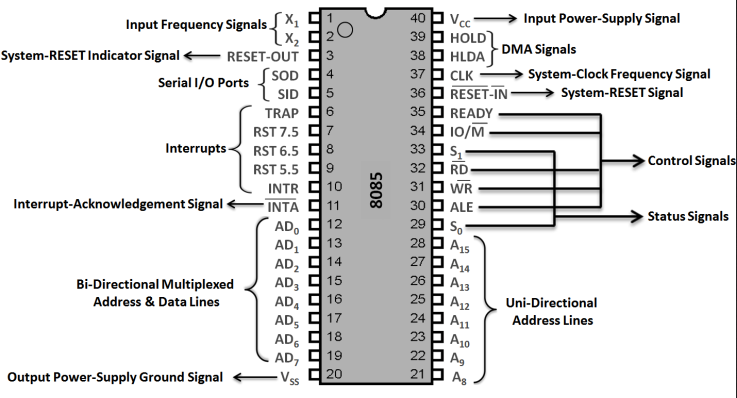 Input Frequency Signals X1 1 40 VCC Input Power-Supply Signal
X2 2 39 HOLD DMA Signals
System-RESET Indicator Signal RESET-OUT 3 38 HLDA
Serial I/O Ports SOD 4 37 CLK System-Clock Frequency Signal
SID 5 36 RESET-IN System-RESET Signal
TRAP 6 35 READY
RST 7.5 7 34 IO/M
Interrupts RST 6.5 8 33 S1 Control Signals
RST 5.5 9 32 RD
INTR 10 8085 31 WR
Interrupt-Acknowledgement Signal INTA 11 30 ALE Status Signals
AD0 12 29 S0
AD1 13 28 A15
AD2 14 27 A14
Bi-Directional Multiplexed AD3 15 26 A13
Address & Data Lines AD4 16 25 A12 Uni-Directional
AD5 17 24 A11 Address Lines
AD6 18 23 A10
AD7 19 22 A9
Output Power-Supply Ground Signal VSS 20 21 A8